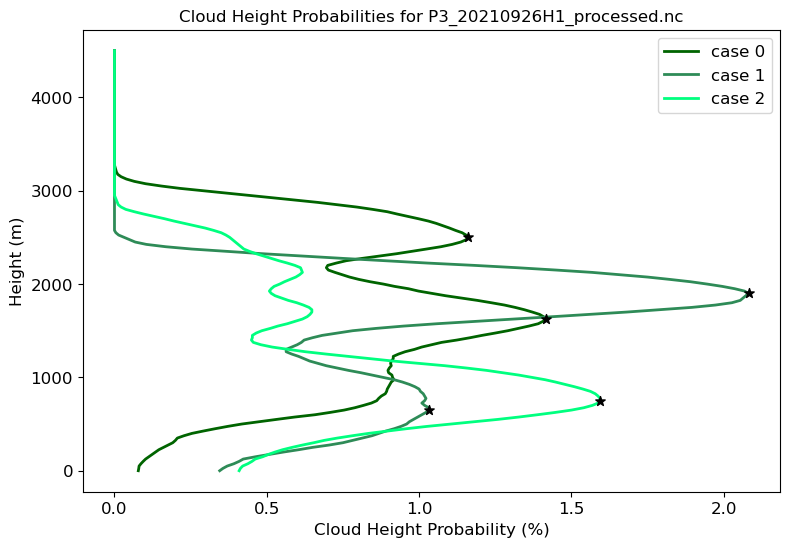 Cloud Height Probabilities for P3_20210926H1_processed.nc
case 0
case 1
case 2
4000
3000
2000
1000
0
Height (m)
0.0 0.5 1.0 1.5 2.0
Cloud Height Probability (%)